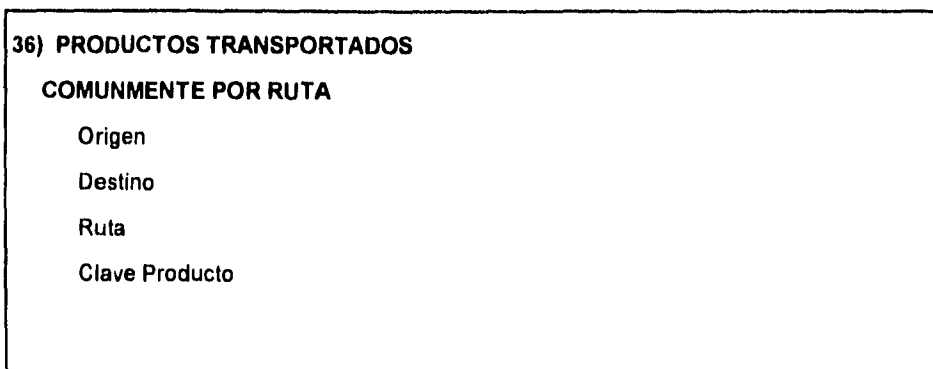 36) PRODUCTOS TRANSPORTADOS
COMUNMENTE POR RUTA
Origen
Destino
Ruta
Clave Producto